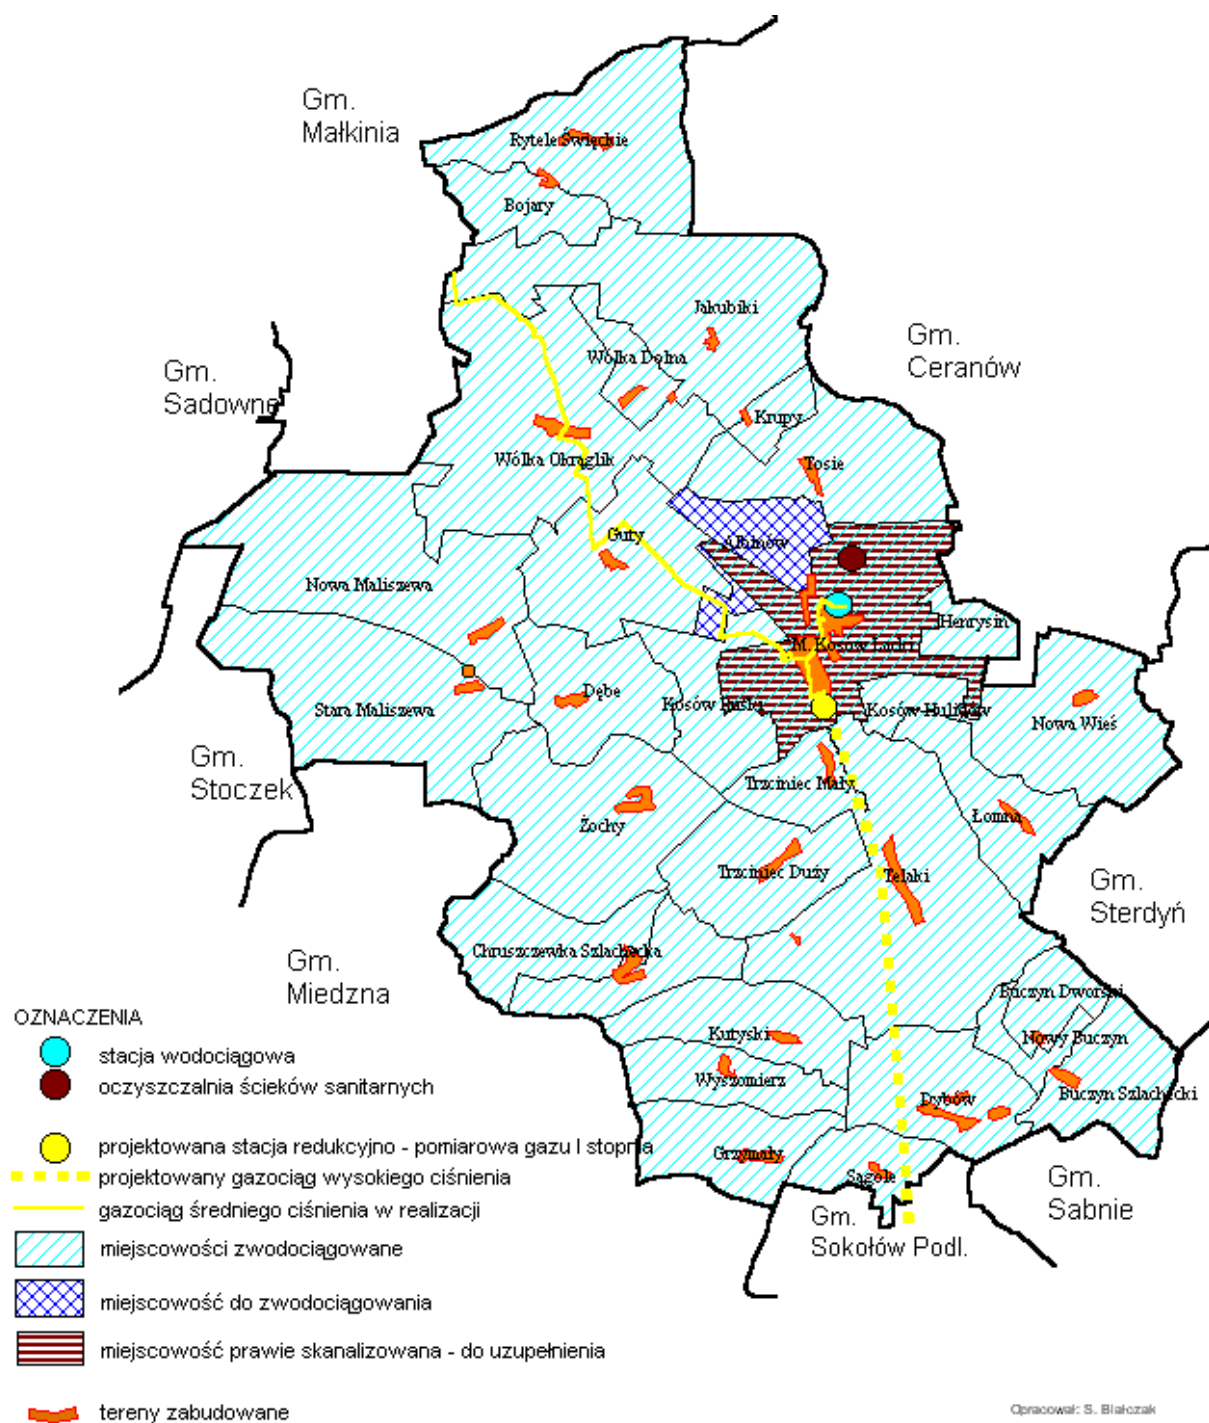 Gm.
Małkinia
Rytele Święckie
Bojary
Jakubiki
Gm.
Ceranów
Wólka Dolna
Gm.
Sadowne
Krupy
Wólka Okrąglik
Tosie
Guty
Albinów
Nowa Maliszewa
Henrysin
M. Kosów Lacki
Dębe
Kosów Ruski
Kosów Hulidów
Stara Maliszewa
Nowa Wieś
Gm.
Stoczek
Trzciniec Mały
Łomna
Żochy
Trzciniec Duży
Telaki
Gm.
Sterdyń
Chruszczewka Szlachecka
Gm.
Miedzna
Buczyn Dworski
Kutyski
Nowy Buczyn
Wyszomierz
Buczyn Szlachecki
Dybów
Grzymały
Sągole
Gm.
Sabnie
Gm.
Sokołów Podl.
OZNACZENIA
stacja wodociągowa
oczyszczalnia ścieków sanitarnych
projektowana stacja redukcyjno - pomiarowa gazu I stopnia
projektowany gazociąg wysokiego ciśnienia
gazociąg średniego ciśnienia w realizacji
miejscowości zwodociągowane
miejscowość do zwodociągowania
miejscowość prawie skanalizowana - do uzupełnienia
tereny zabudowane
Opracował: S. Białczak